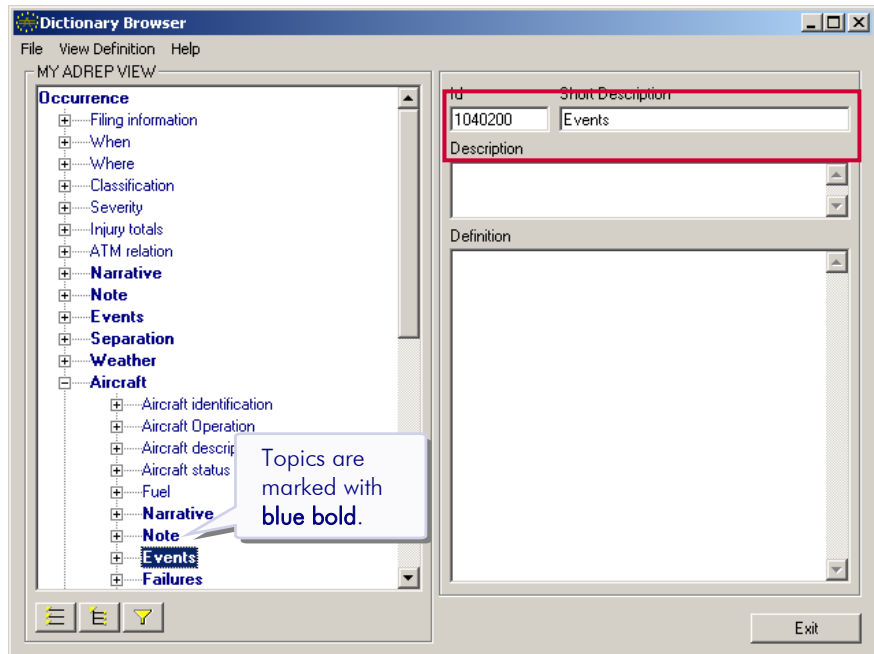 Dictionary Browser
File View Definition Help
MY ADREP VIEW
Occurrence
Filing information
When
Where
Classification
Severity
Injury totals
ATM relation
Narrative
Note
Events
Separation
Weather
Aircraft
Aircraft identification
Aircraft Operation
Aircraft descrip
Aircraft status
Fuel
Narrative
Note
Events
Failures
Topics are
marked with
blue bold.
Id Short Description
1040200 Events
Description
Definition
Exit